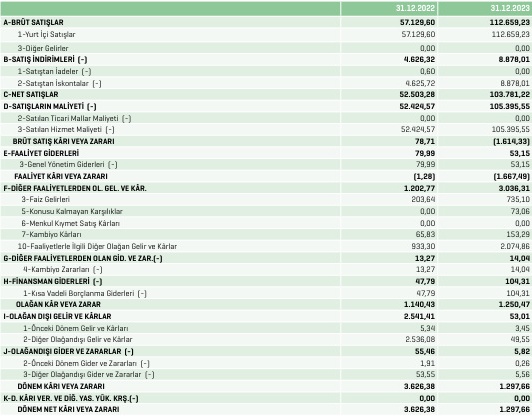 31.12.2022 31.12.2023
A-BRÜT SATIŞLAR 57.129,60 112.659,23
1-Yurt İçi Satışlar 57.129,60 112.659,23
3-Diğer Gelirler 0,00 0,00
B-SATIŞ İNDİRİMLERİ (-) 4.626,32 8.878,01
1-Satıştan İadeler (-) 0,60 0,00
2-Satıştan İskontalar (-) 4.625,72 8.878,01
C-NET SATIŞLAR 52.503,28 103.781,22
D-SATIŞLARIN MALİYETİ (-) 52.424,57 105.395,55
2-Satılan Ticari Mallar Maliyeti (-) 0,00 0,00
3-Satılan Hizmet Maliyeti (-) 52.424,57 105.395,55
BRÜT SATIŞ KÂRI VEYA ZARARI 78,71 (1.614,33)
E-FAALİYET GİDERLERİ 79,99 53,15
3-Genel Yönetim Giderleri (-) 79,99 53,15
FAALİYET KÂRI VEYA ZARARI (1,28) (1.667,49)
F-DİĞER FAALİYETLERDEN OL. GEL. VE KÂR. 1.202,77 3.036,31
3-Faiz Gelirleri 203,64 735,10
5-Konusu Kalmayan Karşılıklar 0,00 73,06
6-Menkul Kıymet Satış Kârları 0,00 0,00
7-Kambiyo Kârları 65,83 153,29
10-Faaliyetlerle İlgili Diğer Olağan Gelir ve Kârlar 933,30 2.074,86
G-DİĞER FAALİYETLERDEN OLAN GİD. VE ZAR.(-) 13,27 14,04
4-Kambiyo Zararları (-) 13,27 14,04
H-FİNANSMAN GİDERLERİ (-) 47,79 104,31
1-Kısa Vadeli Borçlanma Giderleri (-) 47,79 104,31
OLAĞAN KÂR VEYA ZARAR 1.140,43 1.250,47
I-OLAĞAN DIŞI GELİR VE KÂRLAR 2.541,41 53,01
1-Önceki Dönem Gelir ve Kârları 5,34 3,45
2-Diğer Olağandışı Gelir ve Kârlar 2.536,08 49,55
J-OLAĞANDIŞI GİDER VE ZARARLAR (-) 55,46 5,82
2-Önceki Dönem Gider ve Zararları (-) 1,91 0,26
3-Diğer Olağandışı Gider ve Zararlar (-) 53,55 5,56
DÖNEM KÂRI VEYA ZARARI 3.626,38 1.297,66
K-D. KÂRI VER. VE DİĞ. YAS. YÜK. KRŞ.(-) 0,00 0,00
DÖNEM NET KÂRI VEYA ZARARI 3.626,38 1.297,66